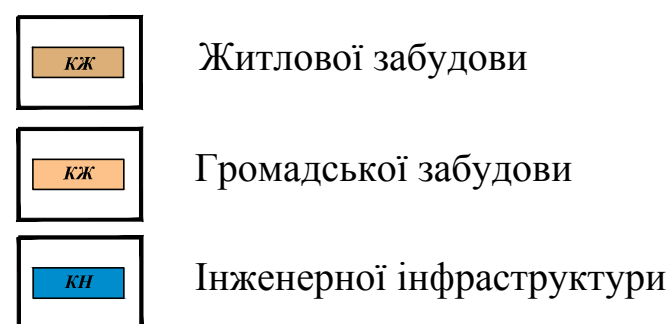 КЖ Житлової забудови
КЖ Громадської забудови
КН Інженерної інфраструктури